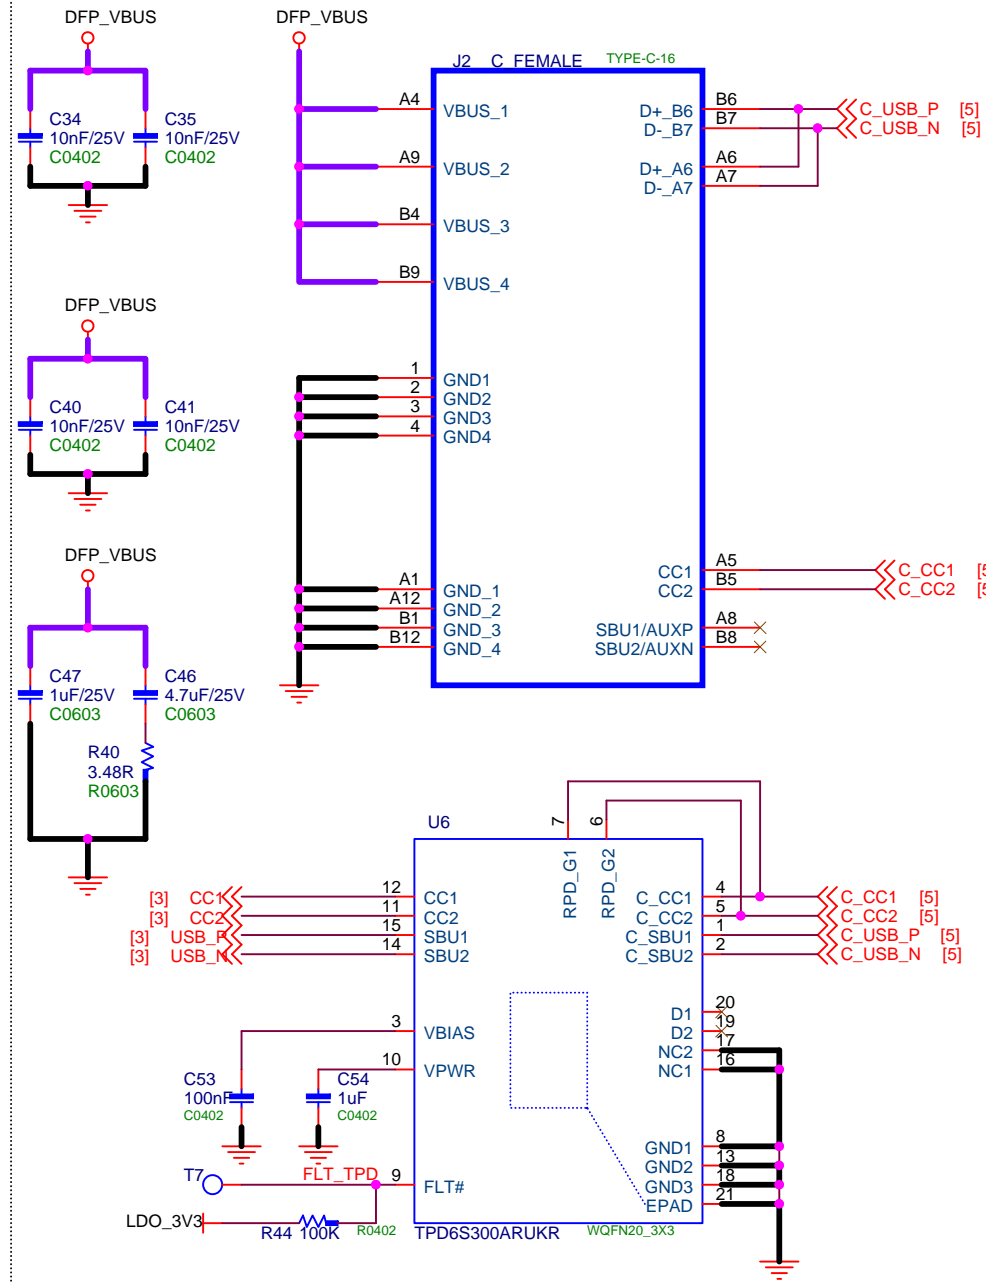 DFP_VBUS
C34
10nF/25V
C0402
C35
10nF/25V
C0402
DFP_VBUS
C40
10nF/25V
C0402
C41
10nF/25V
C0402
DFP_VBUS
C47
1uF/25V
C0603
C46
4.7uF/25V
C0603
R40
3.48R
R0603
DFP_VBUS
J2 C_FEMALE TYPE-C-16
A4 VBUS_1
A9 VBUS_2
B4 VBUS_3
B9 VBUS_4
1 GND1
2 GND2
3 GND3
4 GND4
A1 GND_1
A12 GND_2
B1 GND_3
B12 GND_4
D+_B6 B6 C_USB_P [5]
D-_B7 B7 C_USB_N [5]
D+_A6 A6
D-_A7 A7
CC1 A5 C_CC1
CC2 B5 C_CC2
SBU1/AUXP A8
SBU2/AUXN B8
U6
7 RPD_G1
6 RPD_G2
[3] CC1 12 CC1
[3] CC2 11 CC2
[3] USB_P 15 SBU1
[3] USB_N 14 SBU2
3 VBIAS
10 VPWR
C53
100nF
C0402
C54
1uF
C0402
T7 FLT_TPD 9 FLT#
LDO_3V3 R44 100K R0402
C_CC1 4 C_CC1 [5]
C_CC2 5 C_CC2 [5]
C_SBU1 1 C_USB_P [5]
C_SBU2 2 C_USB_N [5]
D1 20
D2 19
NC2 17
NC1 16
GND1 8
GND2 13
GND3 18
EPAD 21
TPD6S300ARUKR WQFN20_3X3